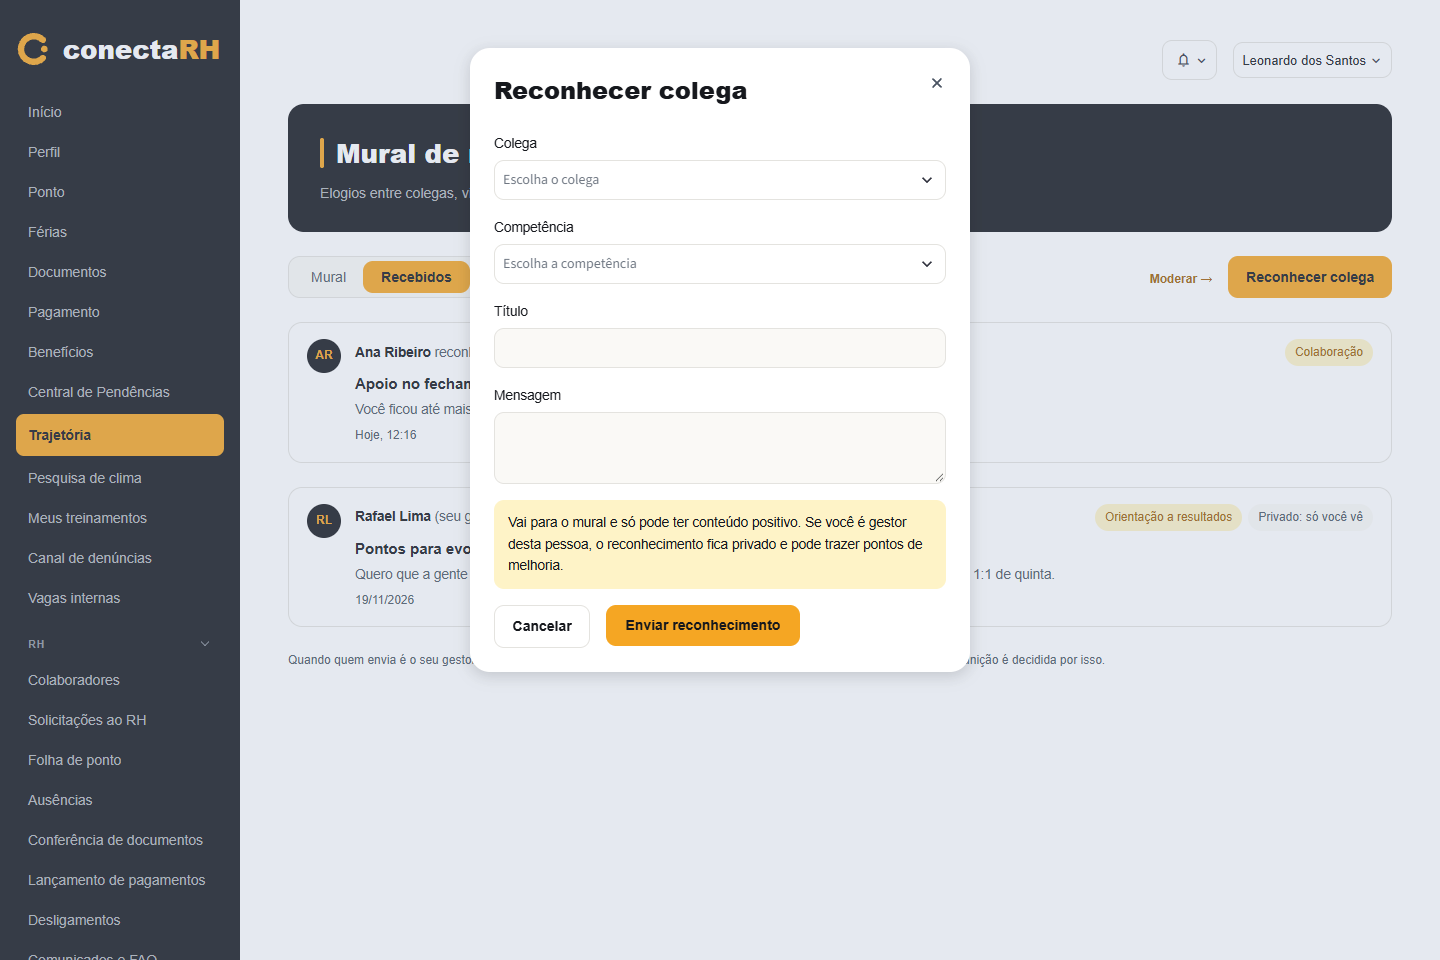 conectaRH
Início
Perfil
Ponto
Férias
Documentos
Pagamento
Benefícios
Central de Pendências
Trajetória
Pesquisa de clima
Meus treinamentos
Canal de denúncias
Vagas internas
RH
Colaboradores
Solicitações ao RH
Folha de ponto
Ausências
Conferência de documentos
Lançamento de pagamentos
Desligamentos
Comunicados e FAQ
Leonardo dos Santos
Mural de
Elogios entre colegas,
Mural
Recebidos
Moderar →
Reconhecer colega
AR
Ana Ribeiro
Colaboração
Você ficou até mais
Hoje, 12:16
RL
Rafael Lima (seu
Orientação a resultados
Privado: só você vê
Pontos para
Quero que a gente
1:1 de quinta.
19/11/2026
Quando quem envia é o seu
é decidida por isso.
Reconhecer colega
Colega
Escolha o colega
Competência
Escolha a competência
Título
Mensagem
Vai para o mural e só pode ter conteúdo positivo. Se você é gestor
desta pessoa, o reconhecimento fica privado e pode trazer pontos de
melhoria.
Cancelar
Enviar reconhecimento